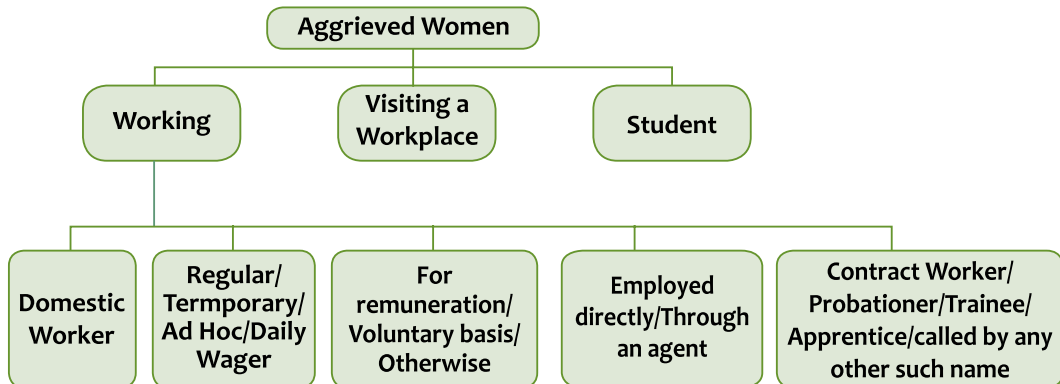 Aggrieved Women
Working
Visiting a
Workplace
Student
Domestic
Worker
Regular/
Termporary/
Ad Hoc/Daily
Wager
For
remuneration/
Voluntary basis/
Otherwise
Employed
directly/Through
an agent
Contract Worker/
Probationer/Trainee/
Apprentice/called by any
other such name